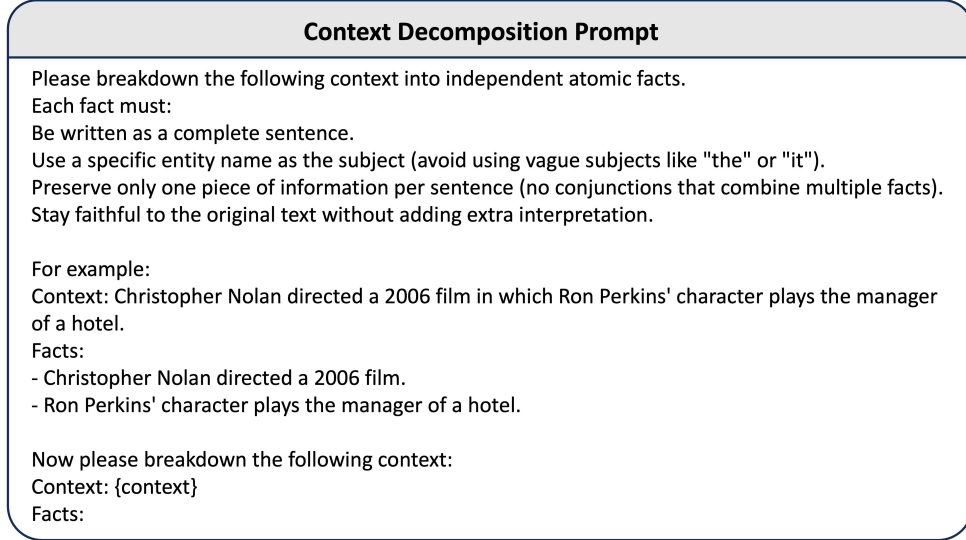 Context Decomposition Prompt
Please breakdown the following context into independent atomic facts.
Each fact must:
Be written as a complete sentence.
Use a specific entity name as the subject (avoid using vague subjects like "the" or "it").
Preserve only one piece of information per sentence (no conjunctions that combine multiple facts).
Stay faithful to the original text without adding extra interpretation.
For example:
Context: Christopher Nolan directed a 2006 film in which Ron Perkins' character plays the manager
of a hotel.
Facts:
- Christopher Nolan directed a 2006 film.
- Ron Perkins' character plays the manager of a hotel.
Now please breakdown the following context:
Context: {context}
Facts: